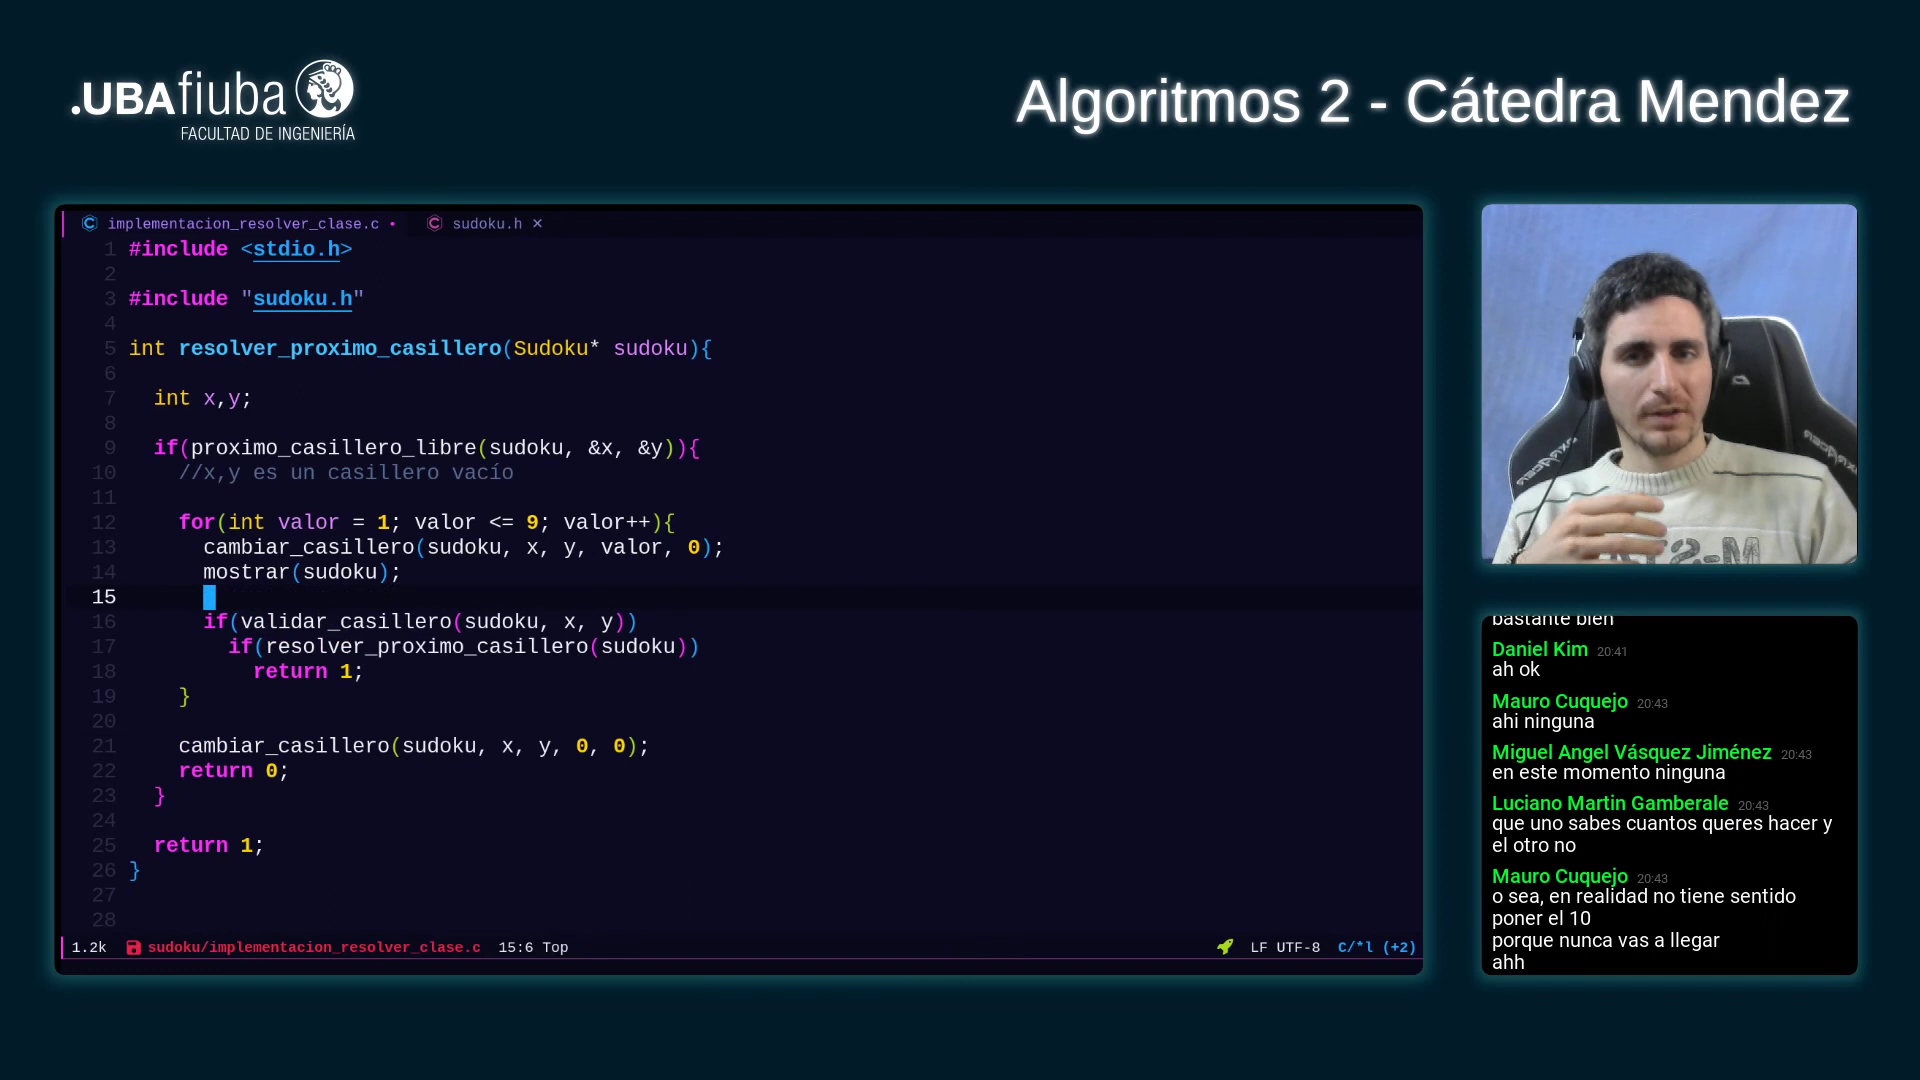 .UBAfiuba
FACULTAD DE INGENIERÍA
Algoritmos 2 - Cátedra Mendez
implementacion_resolver_clase.c • sudoku.h ×
1 #include <stdio.h>
2
3 #include "sudoku.h"
4
5 int resolver_proximo_casillero(Sudoku* sudoku){
6
7   int x,y;
8
9   if(proximo_casillero_libre(sudoku, &x, &y)){
10     //x,y es un casillero vacío
11
12     for(int valor = 1; valor <= 9; valor++){
13       cambiar_casillero(sudoku, x, y, valor, 0);
14       mostrar(sudoku);
15
16       if(validar_casillero(sudoku, x, y))
17         if(resolver_proximo_casillero(sudoku))
18           return 1;
19     }
20
21     cambiar_casillero(sudoku, x, y, 0, 0);
22     return 0;
23   }
24
25   return 1;
26 }
27
28
1.2k sudoku/implementacion_resolver_clase.c 15:6 Top LF UTF-8 C/*l (+2)
bastante bien
Daniel Kim 20:41
ah ok
Mauro Cuquejo 20:43
ahi ninguna
Miguel Angel Vásquez Jiménez 20:43
en este momento ninguna
Luciano Martin Gamberale 20:43
que uno sabes cuantos queres hacer y
el otro no
Mauro Cuquejo 20:43
o sea, en realidad no tiene sentido
poner el 10
porque nunca vas a llegar
ahh